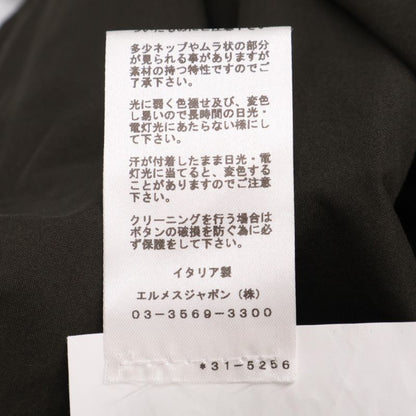 多少ネップやムラ状の部分
が見られる事がありますが
素材の持つ特性ですのでご
了承下さい。
光に弱く色褪せ及び、変色
し易いので長時間の日光・
電灯光にあたらない様にし
て下さい。
汗が付着したまま日光・電
灯光に当てると、変色する
ことがありますのでご注意
下さい。
クリーニングを行う場合は
ボタンの破損を防ぐ為に必
ず保護をして下さい。
イタリア製
エルメスジャポン（株）
03-3569-3300
*31-5256